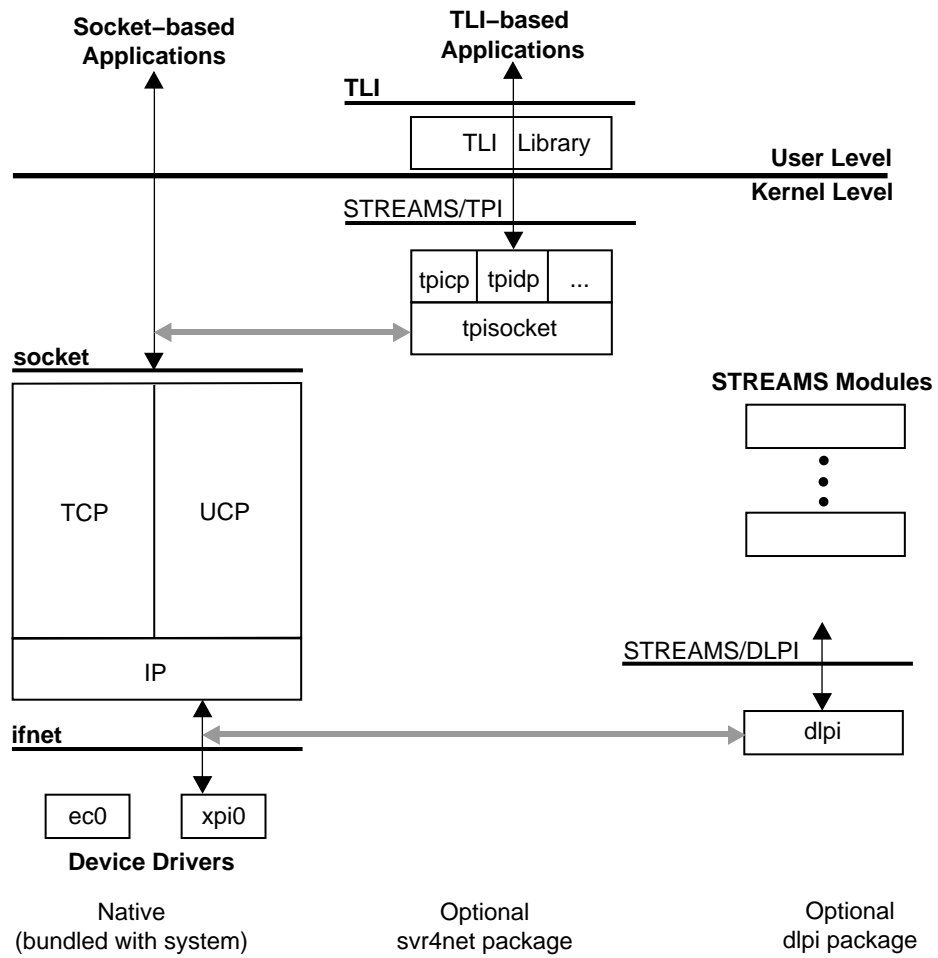 Socket–based
Applications
TLI–based
Applications
TLI
TLI Library
User Level
Kernel Level
STREAMS/TPI
tpicp tpidp ...
tpisocket
socket
STREAMS Modules
TCP UCP
IP
STREAMS/DLPI
ifnet
dlpi
ec0 xpi0
Device Drivers
Native
(bundled with system)
Optional
svr4net package
Optional
dlpi package